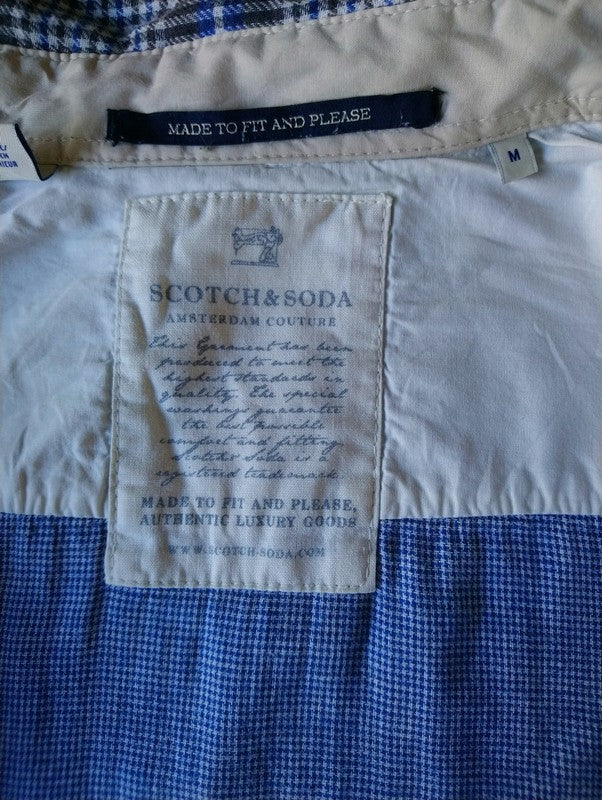 MADE TO FIT AND PLEASE
M
SCOTCH&SODA
AMSTERDAM COUTURE
This Garement has been
produced to meet the
highest standards in
quality. The special
washings guarantee
the best possible
comfort and fitting.
Scotch & Soda is a
registered trademark.
MADE TO FIT AND PLEASE,
AUTHENTIC LUXURY GOODS
WWW.SCOTCH-SODA.COM